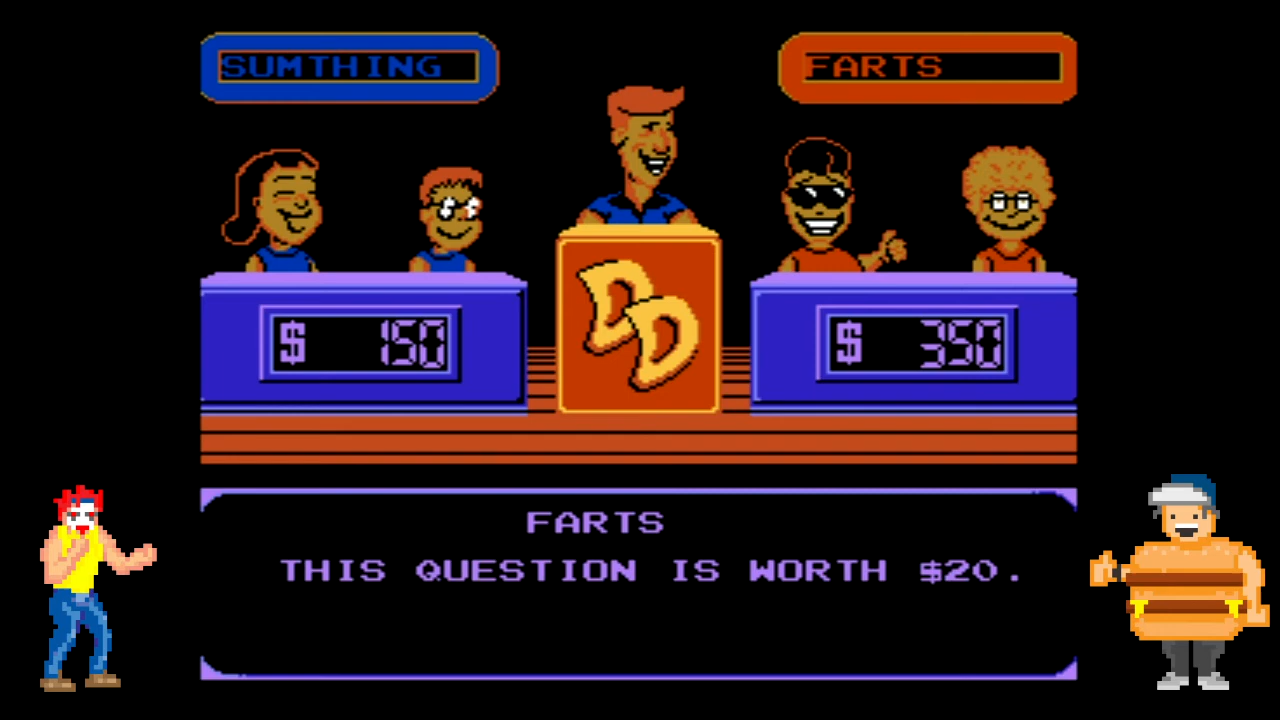 SUMTHING
FARTS
DD
$ 150
$ 350
FARTS
THIS QUESTION IS WORTH $20.